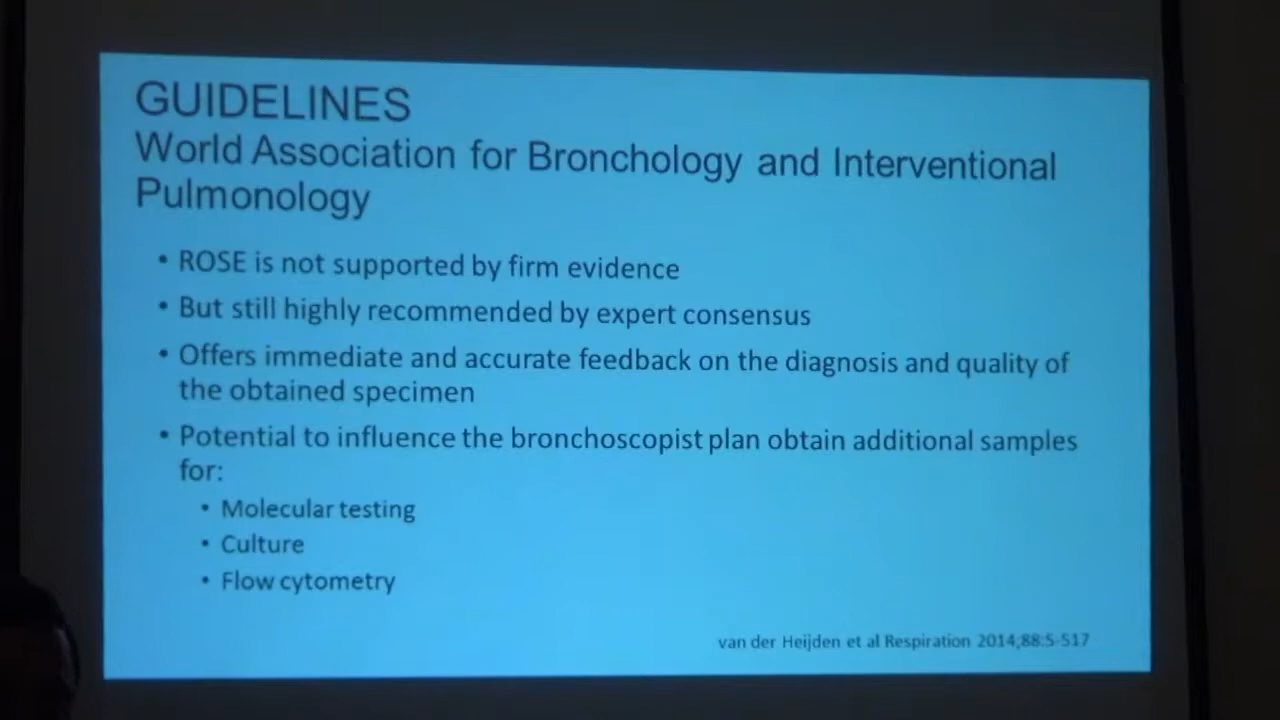 GUIDELINES
World Association for Bronchology and Interventional
Pulmonology
• ROSE is not supported by firm evidence
• But still highly recommended by expert consensus
• Offers immediate and accurate feedback on the diagnosis and quality of
the obtained specimen
• Potential to influence the bronchoscopist plan obtain additional samples
for:
• Molecular testing
• Culture
• Flow cytometry
van der Heijden et al Respiration 2014;88:5-517